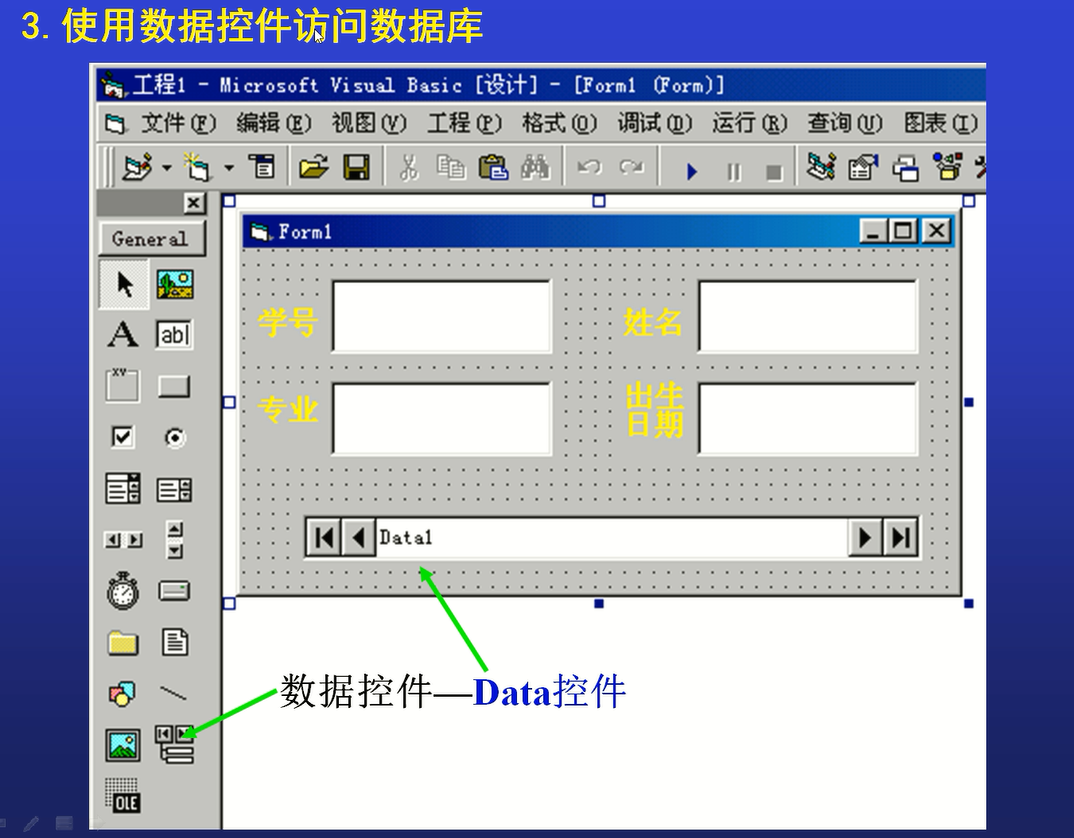 3. 使用数据控件访问数据库
工程1 - Microsoft Visual Basic [设计] - [Form1 (Form)]
文件(F) 编辑(E) 视图(V) 工程(P) 格式(O) 调试(D) 运行(R) 查询(U) 图表(I)
General
Form1
A
ab|
XY
学号
姓名
专业
出生
日期
Data1
数据控件—Data控件
OLE